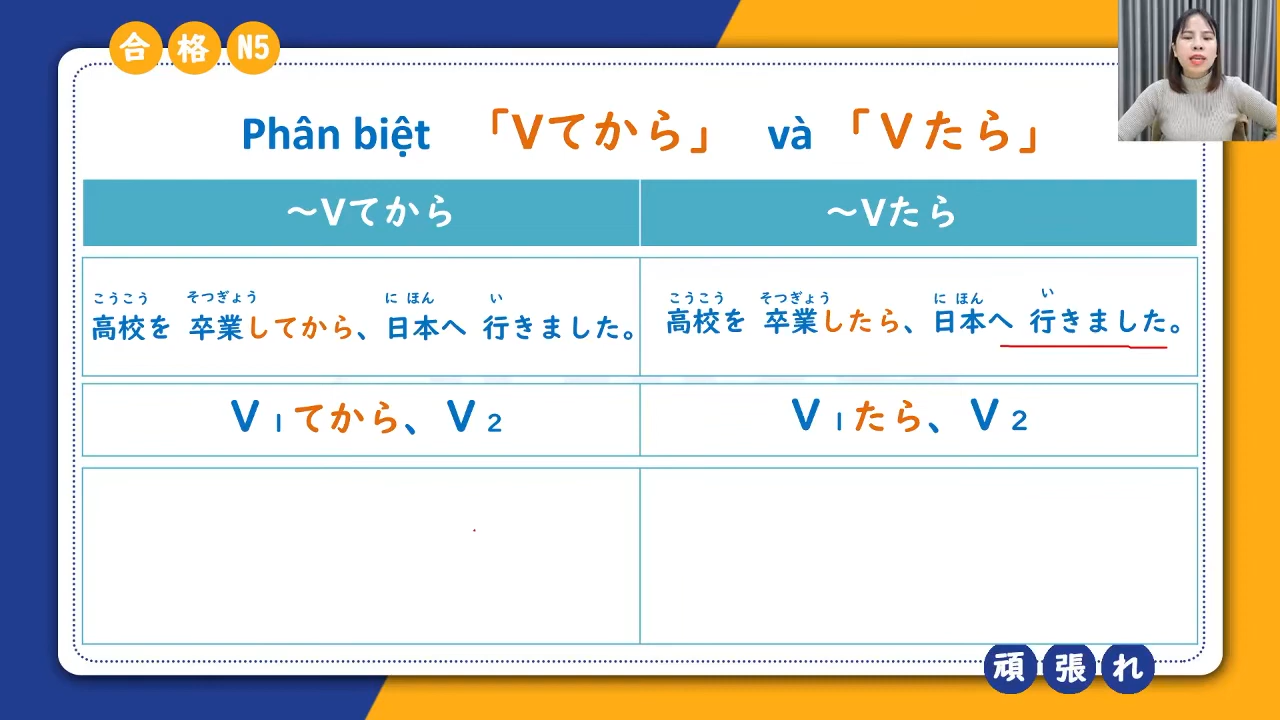 合格 N5
Phân biệt 「Vてから」 và 「Vたら」
～Vてから
～Vたら
こうこう そつぎょう に ほん い
高校を 卒業してから、日本へ 行きました。
こうこう そつぎょう に ほん い
高校を 卒業したら、日本へ 行きました。
V1てから、V2
V1たら、V2
頑張れ